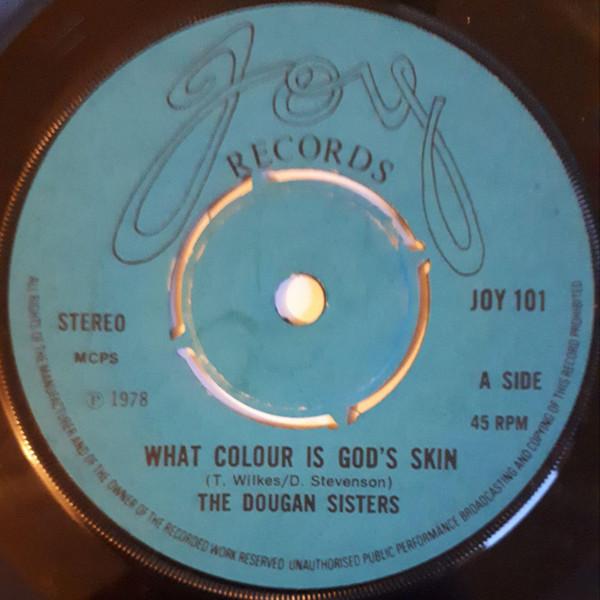 Joy
RECORDS
JOY 101
STEREO
MCPS
A SIDE
℗ 1978
45 RPM
WHAT COLOUR IS GOD'S SKIN
(T. Wilkes/D. Stevenson)
THE DOUGAN SISTERS
ALL RIGHTS OF THE MANUFACTURER AND OF THE OWNER OF THE RECORDED WORK RESERVED UNAUTHORISED PUBLIC PERFORMANCE BROADCASTING AND COPYING OF THIS RECORD PROHIBITED